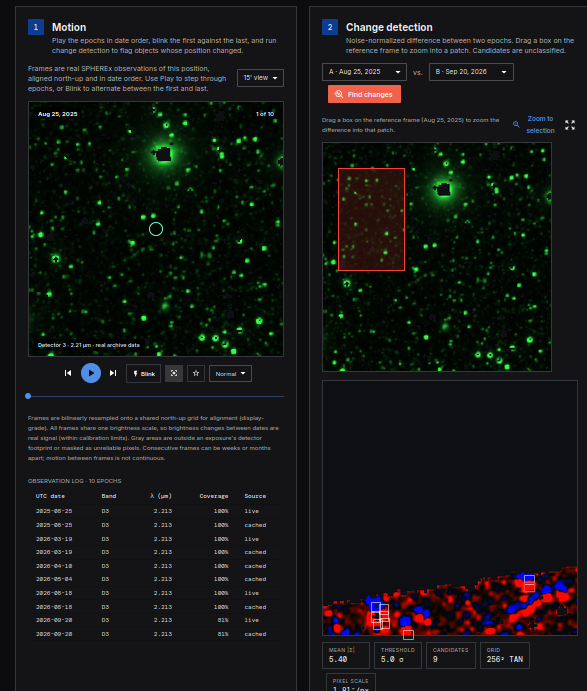 1 Motion
Play the epochs in date order, blink the first against the last, and run
change detection to flag objects whose position changed.
Frames are real SPHEREx observations of this position,
aligned north-up and in date order. Use Play to step through
epochs, or Blink to alternate between the first and last.
15' view
Aug 25, 2025 1 of 10
Detector 3 · 2.21 µm · real archive data
Blink Normal
Frames are bilinearly resampled onto a shared north-up grid for alignment (display-
grade). All frames share one brightness scale, so brightness changes between dates are
real signal (within calibration limits). Gray areas are outside an exposure's detector
footprint or masked as unreliable pixels. Consecutive frames can be weeks or months
apart; motion between frames is not continuous.
OBSERVATION LOG · 10 EPOCHS
UTC date Band λ (µm) Coverage Source
2025-08-25 D3 2.213 100% live
2025-08-25 D3 2.213 100% cached
2026-03-19 D3 2.213 100% live
2026-03-19 D3 2.213 100% cached
2026-04-10 D3 2.213 100% cached
2026-05-04 D3 2.213 100% cached
2026-06-18 D3 2.213 100% live
2026-06-18 D3 2.213 100% cached
2026-09-20 D3 2.213 81% live
2026-09-20 D3 2.213 81% cached
2 Change detection
Noise-normalized difference between two epochs. Drag a box on the
reference frame to zoom into a patch. Candidates are unclassified.
A · Aug 25, 2025 vs. B · Sep 20, 2026
Find changes
Drag a box on the reference frame (Aug 25, 2025) to zoom the
difference into that patch.
Zoom to
selection
MEAN |Σ| THRESHOLD CANDIDATES GRID
5.40 5.0 σ 9 256² TAN
PIXEL SCALE